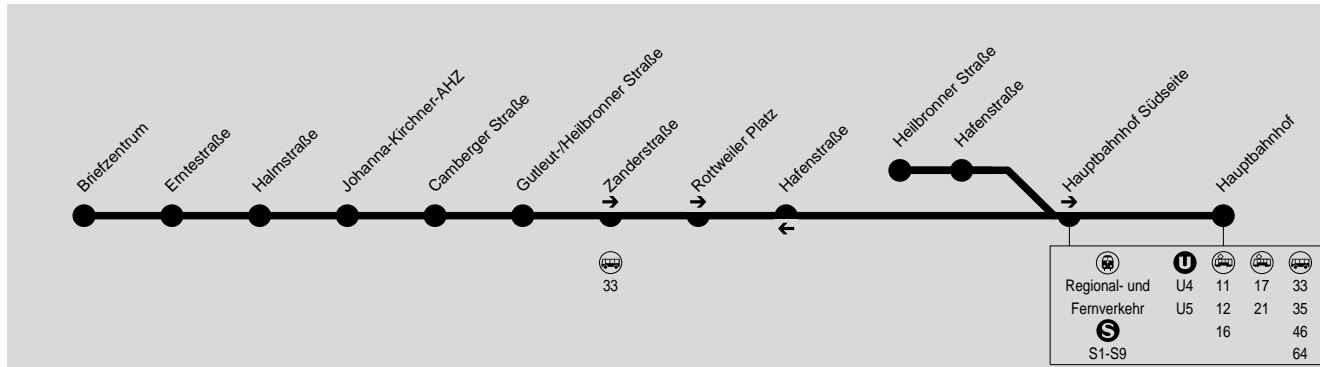 Briefzentrum
Erntestraße
Halmstraße
Johanna-Kirchner-AHZ
Camberger Straße
Gutleut-/Heilbronner Straße
Zanderstraße
Rottweiler Platz
Hafenstraße
Heilbronner Straße
Hafenstraße
Hauptbahnhof Südseite
Hauptbahnhof
→ → →
←
33
U
Regional- und U4 11 17 33
Fernverkehr U5 12 21 35
S 16 46
S1-S9 64